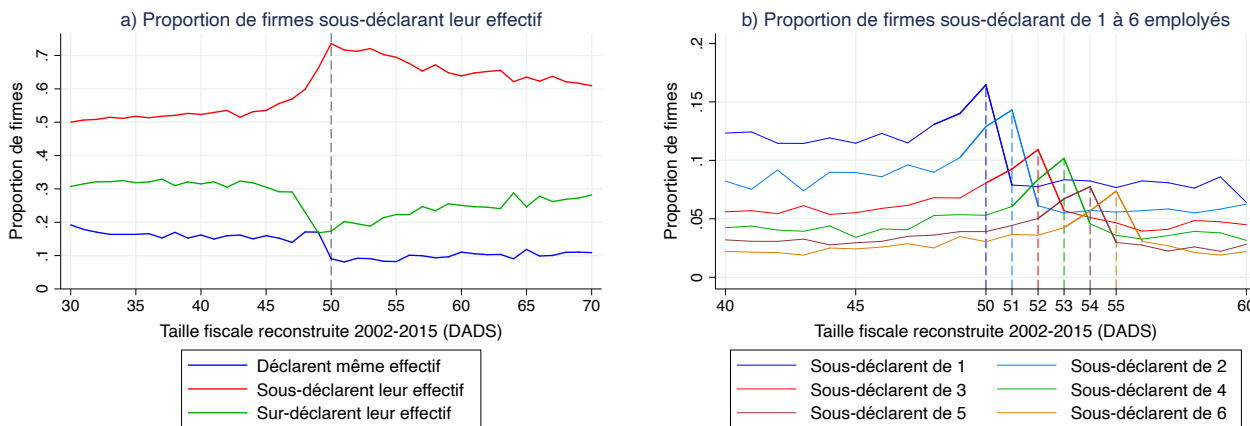 a) Proportion de firmes sous-déclarant leur effectif
Proportion de firmes
0 .1 .2 .3 .4 .5 .6 .7
30 35 40 45 50 55 60 65 70
Taille fiscale reconstruite 2002-2015 (DADS)
Déclarent même effectif
Sous-déclarent leur effectif
Sur-déclarent leur effectif
b) Proportion de firmes sous-déclarant de 1 à 6 emplolyés
Proportion de firmes
0 .05 .1 .15 .2
40 45 50 51 52 53 54 55 60
Taille fiscale reconstruite 2002-2015 (DADS)
Sous-déclarent de 1 Sous-déclarent de 2
Sous-déclarent de 3 Sous-déclarent de 4
Sous-déclarent de 5 Sous-déclarent de 6